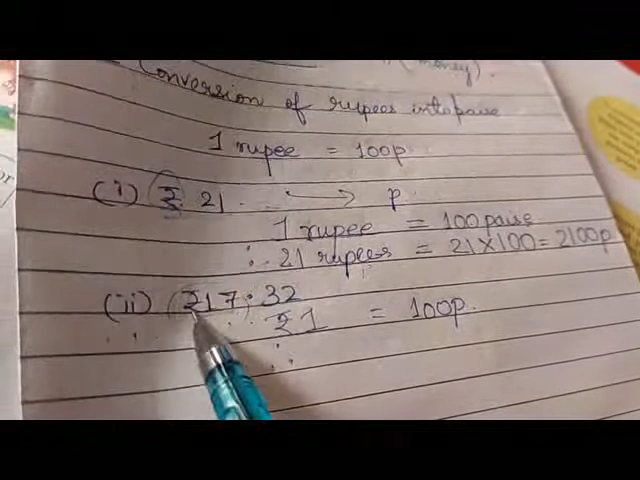 (money).
Conversion of rupees into paise
1 rupee = 100p.
(i) ₹ 21. → p.
1 rupee = 100 paise
∴ 21 rupees = 21×100 = 2100p
(ii) ₹17.32
₹1 = 100p.
∴